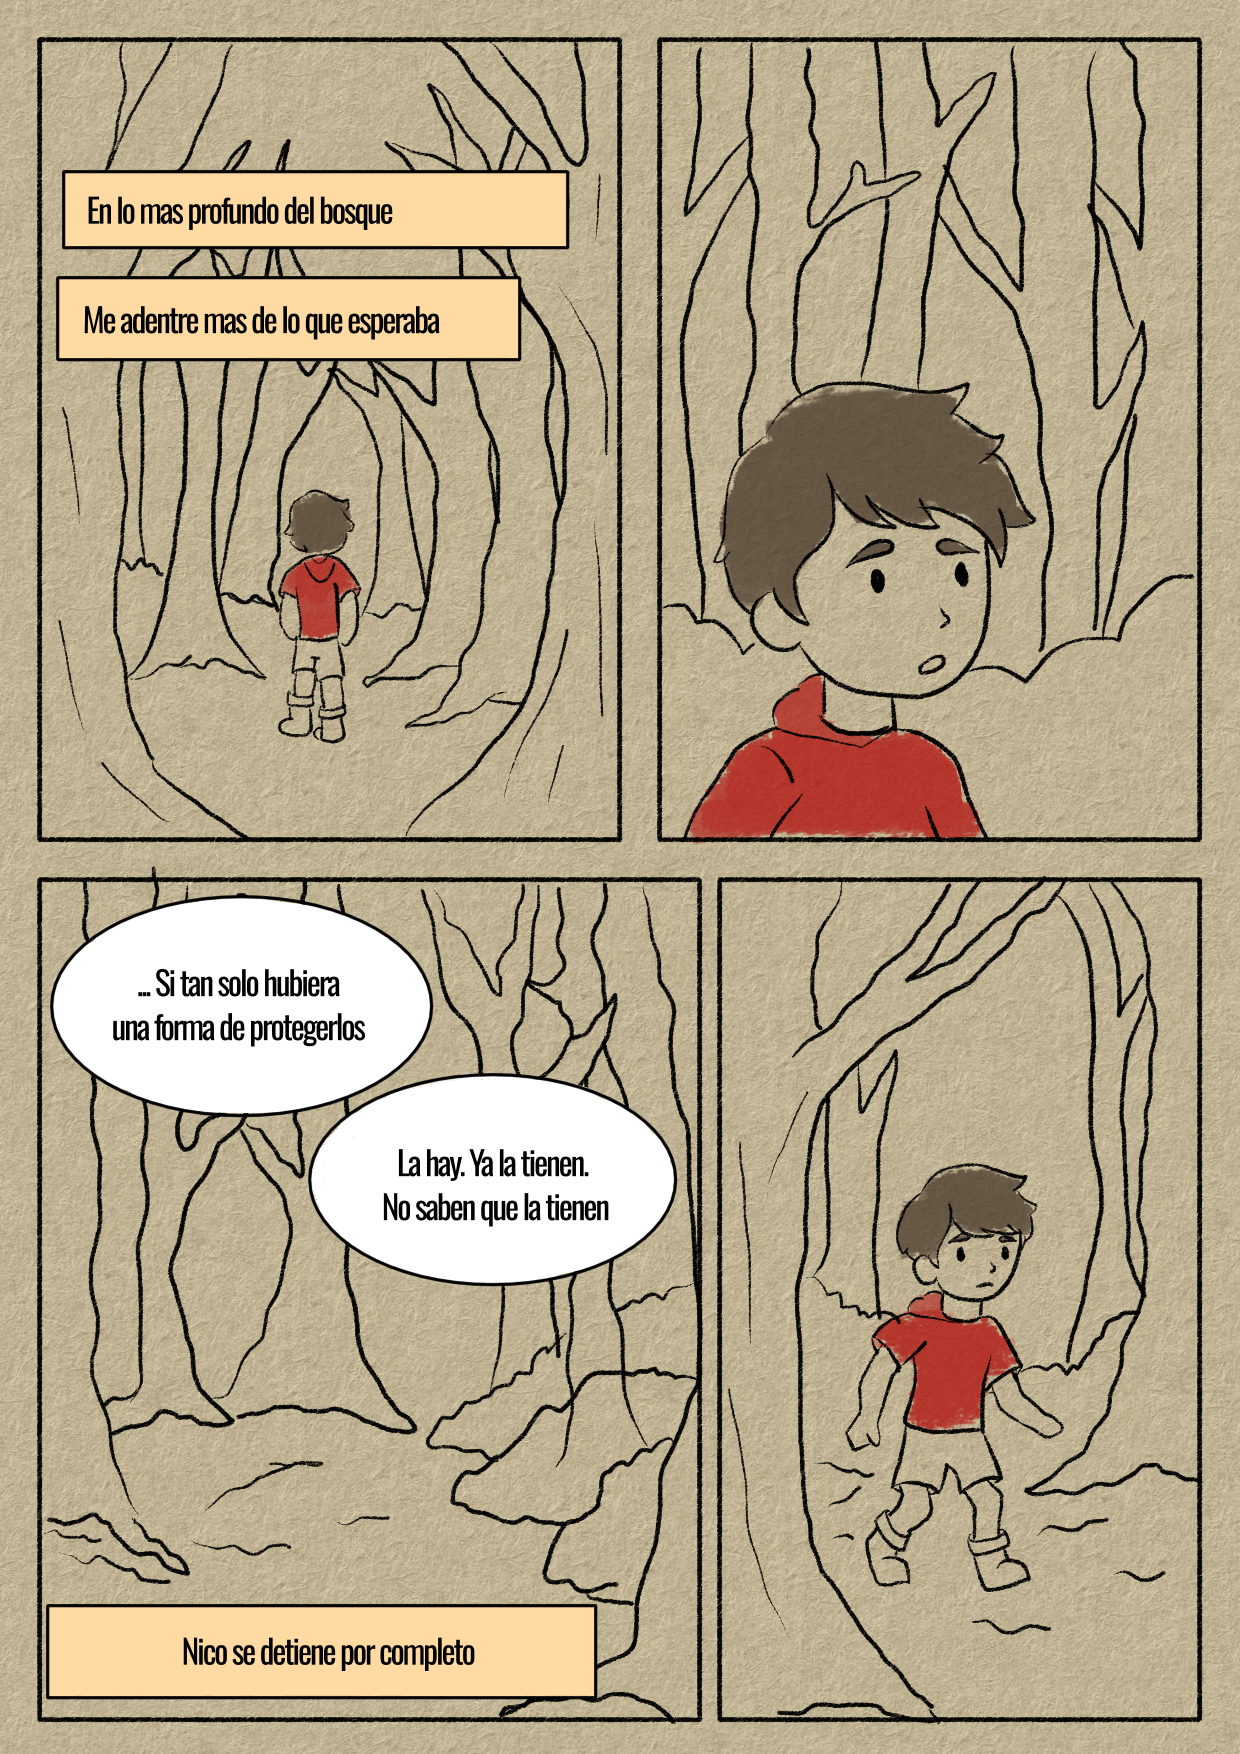 En lo mas profundo del bosque
Me adentre mas de lo que esperaba
... Si tan solo hubiera
una forma de protegerlos
La hay. Ya la tienen.
No saben que la tienen
Nico se detiene por completo